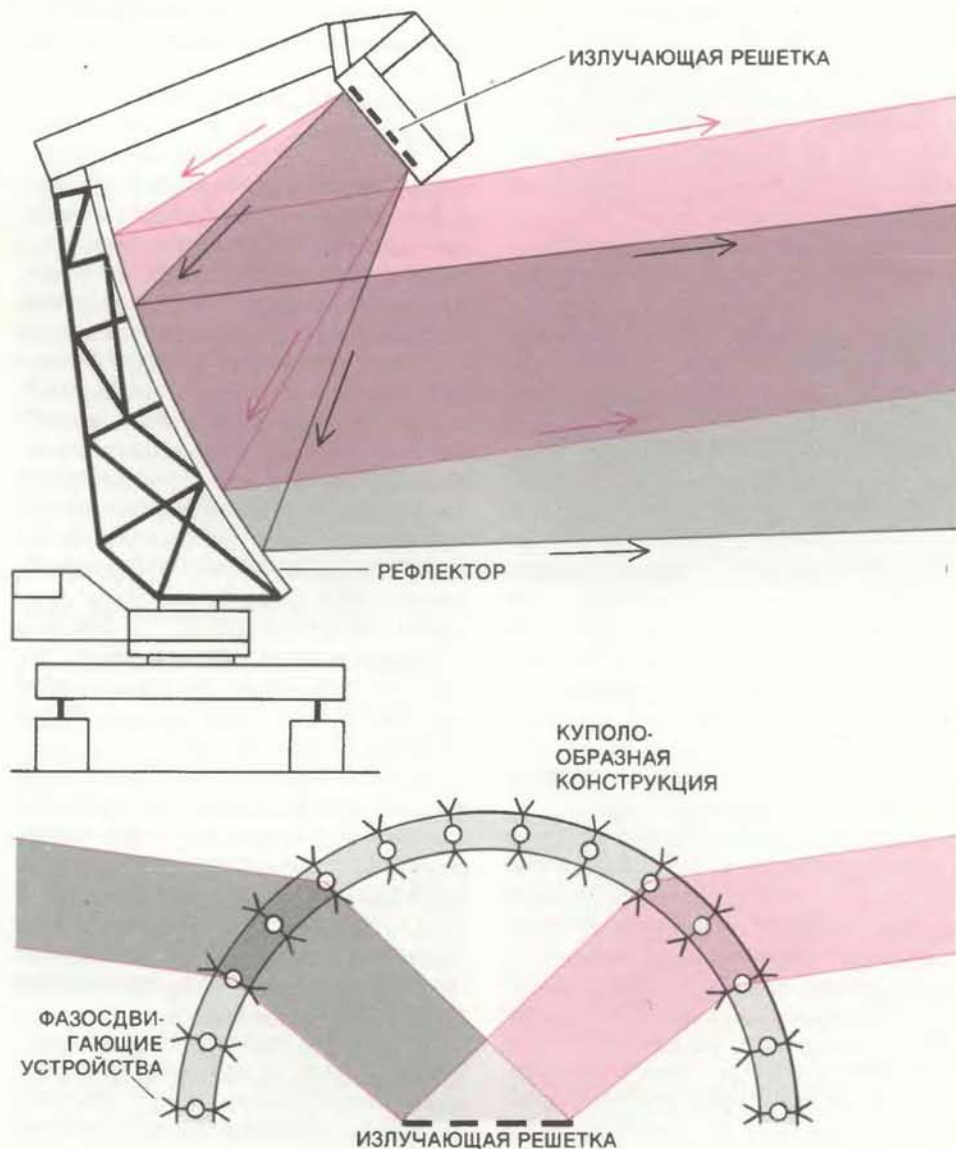 ИЗЛУЧАЮЩАЯ РЕШЕТКА
РЕФЛЕКТОР
КУПОЛО-
ОБРАЗНАЯ
КОНСТРУКЦИЯ
ФАЗОСДВИ-
ГАЮЩИЕ
УСТРОЙСТВА
ИЗЛУЧАЮЩАЯ РЕШЕТКА